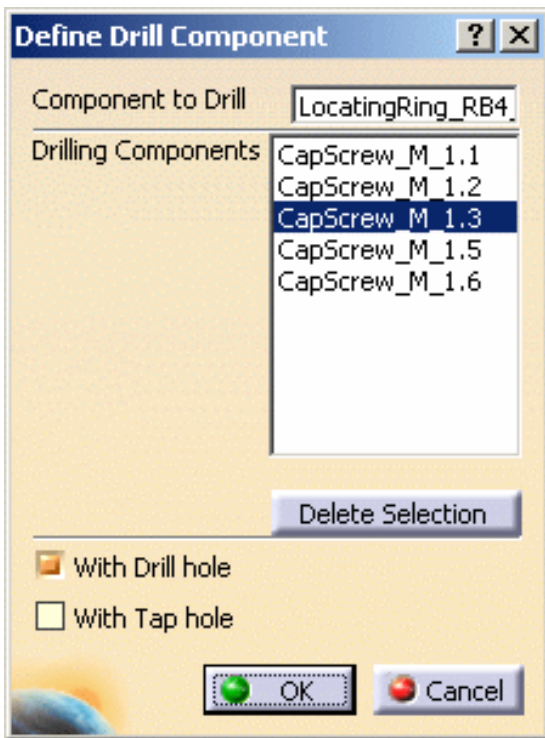 Define Drill Component ? X
Component to Drill LocatingRing_RB4_
Drilling Components CapScrew_M_1.1
CapScrew_M_1.2
CapScrew_M_1.3
CapScrew_M_1.5
CapScrew_M_1.6
Delete Selection
With Drill hole
With Tap hole
OK Cancel